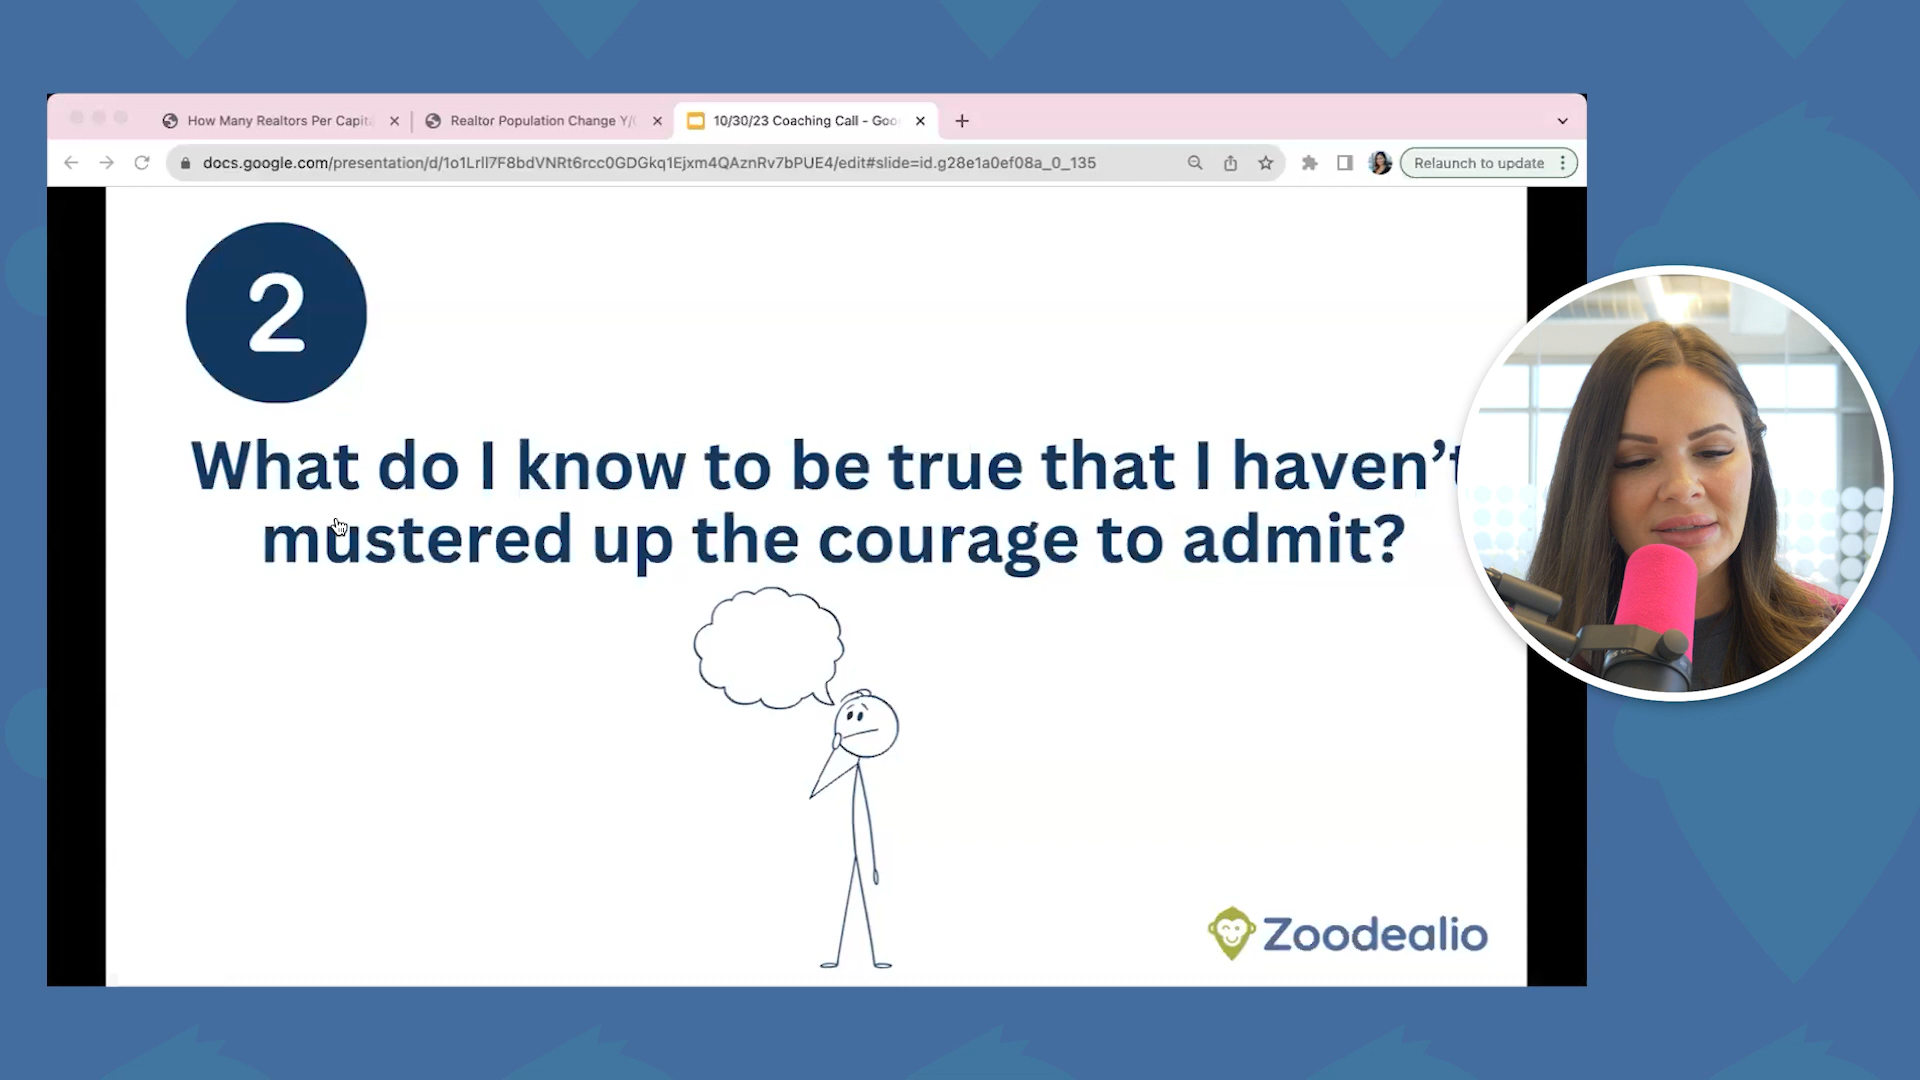 How Many Realtors Per Capit
Realtor Population Change Y/
10/30/23 Coaching Call - Goo
docs.google.com/presentation/d/1o1Lrll7F8bdVNRt6rcc0GDGkq1Ejxm4QAznRv7bPUE4/edit#slide=id.g28e1a0ef08a_0_135
Relaunch to update
2
What do I know to be true that I haven't
mustered up the courage to admit?
Zoodealio